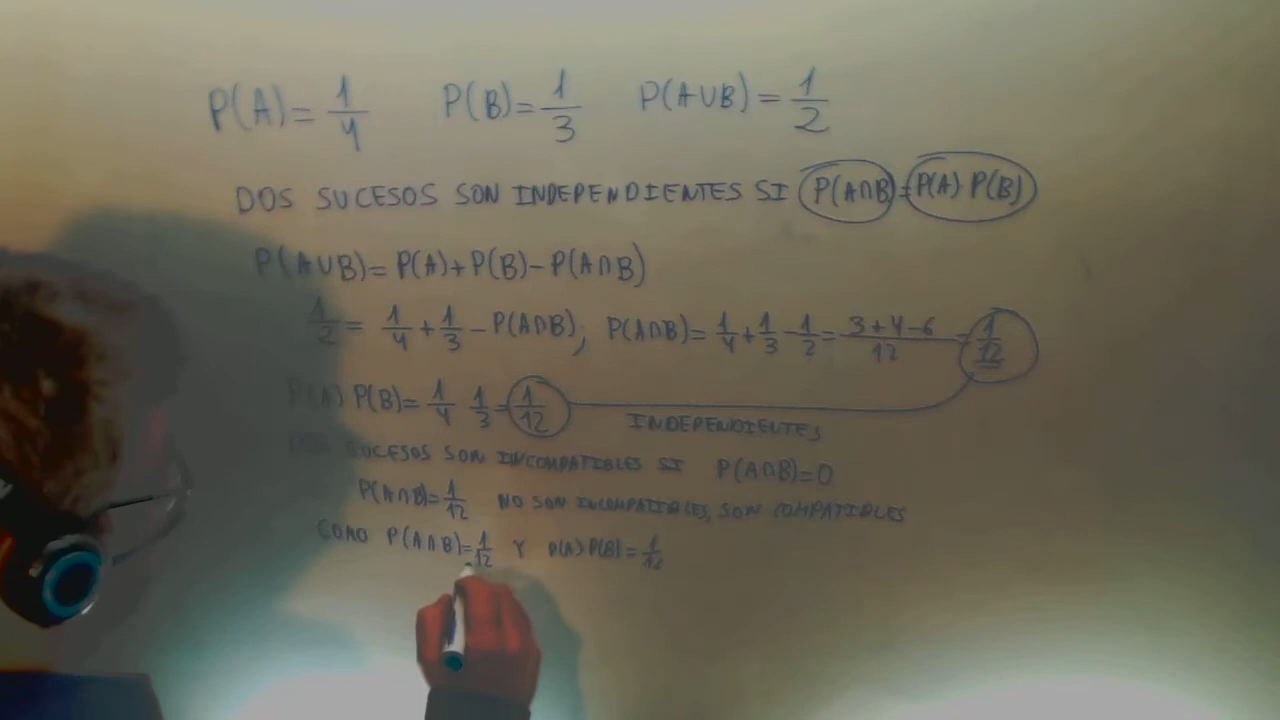 P(A)=1/4 P(B)=1/3 P(A∪B)=1/2
DOS SUCESOS SON INDEPENDIENTES SI P(A∩B)=P(A) P(B)
P(A∪B)=P(A)+P(B)-P(A∩B)
1/2=1/4+1/3-P(A∩B); P(A∩B)=1/4+1/3-1/2=3+4-6/12=1/12
P(A) P(B)=1/4 1/3=1/12
INDEPENDIENTES
DOS SUCESOS SON INCOMPATIBLES SI P(A∩B)=0
P(A∩B)=1/12 NO SON INCOMPATIBLES, SON COMPATIBLES
COMO P(A∩B)=1/12 Y P(A) P(B)=1/12